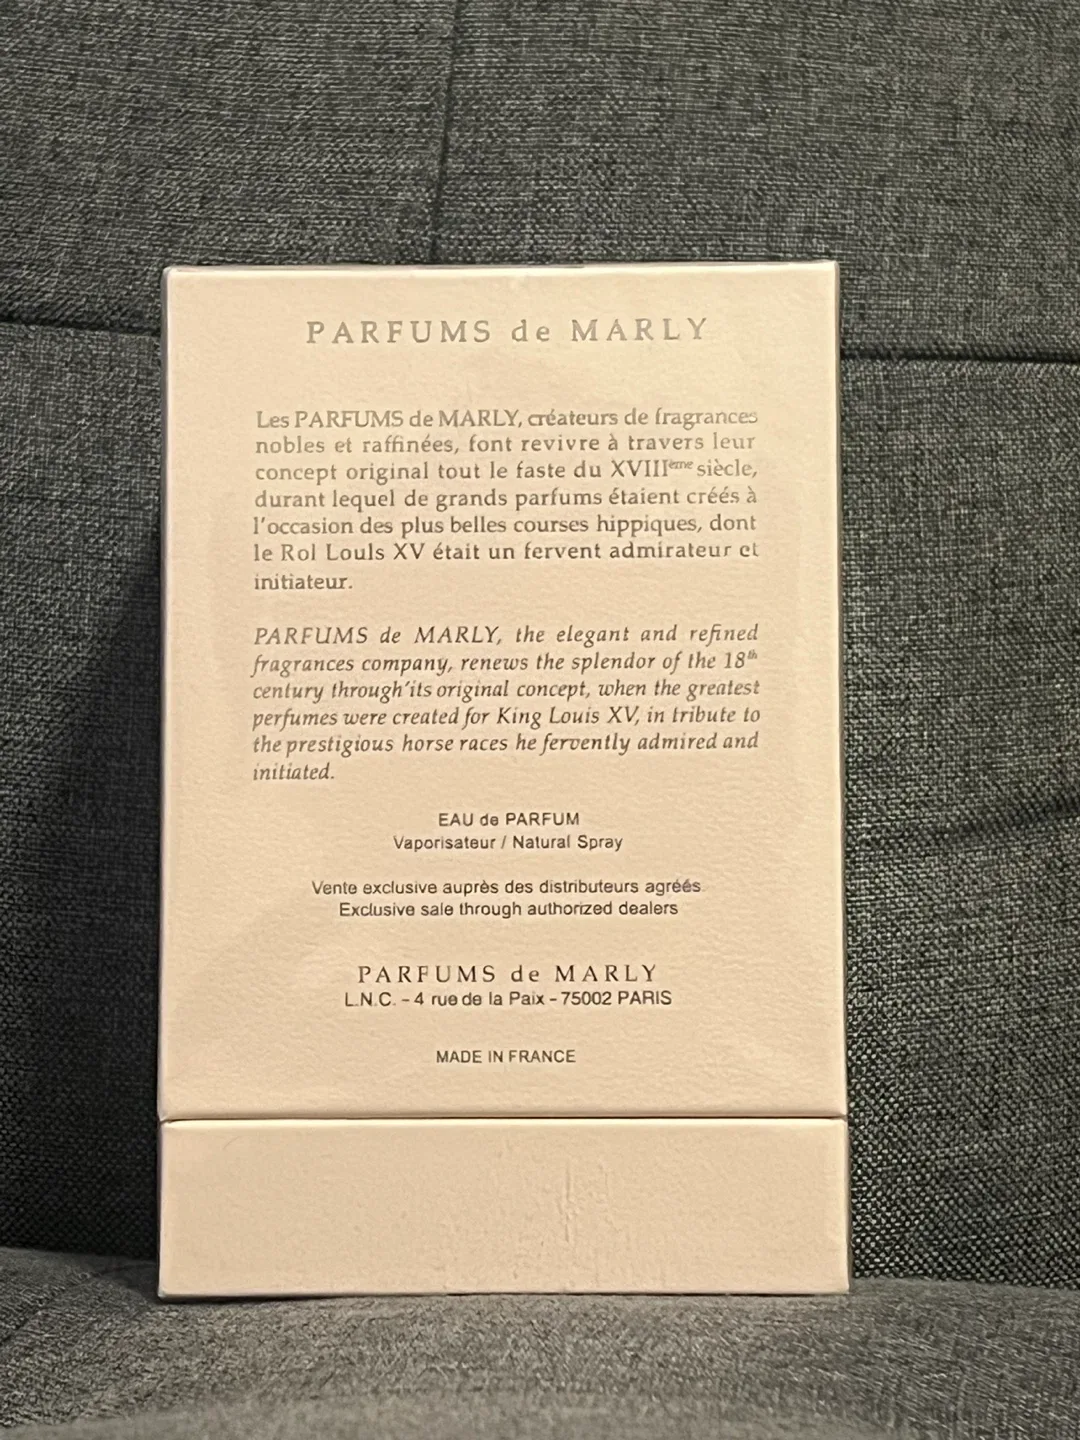 PARFUMS de MARLY
Les PARFUMS de MARLY, créateurs de fragrances
nobles et raffinées, font revivre à travers leur
concept original tout le faste du XVIIIème siècle,
durant lequel de grands parfums étaient créés à
l'occasion des plus belles courses hippiques, dont
le Roi Louis XV était un fervent admirateur et
initiateur.
PARFUMS de MARLY, the elegant and refined
fragrances company, renews the splendor of the 18th
century through'its original concept, when the greatest
perfumes were created for King Louis XV, in tribute to
the prestigious horse races he fervently admired and
initiated.
EAU de PARFUM
Vaporisateur / Natural Spray
Vente exclusive auprès des distributeurs agréés
Exclusive sale through authorized dealers
PARFUMS de MARLY
L.N.C. - 4 rue de la Paix - 75002 PARIS
MADE IN FRANCE